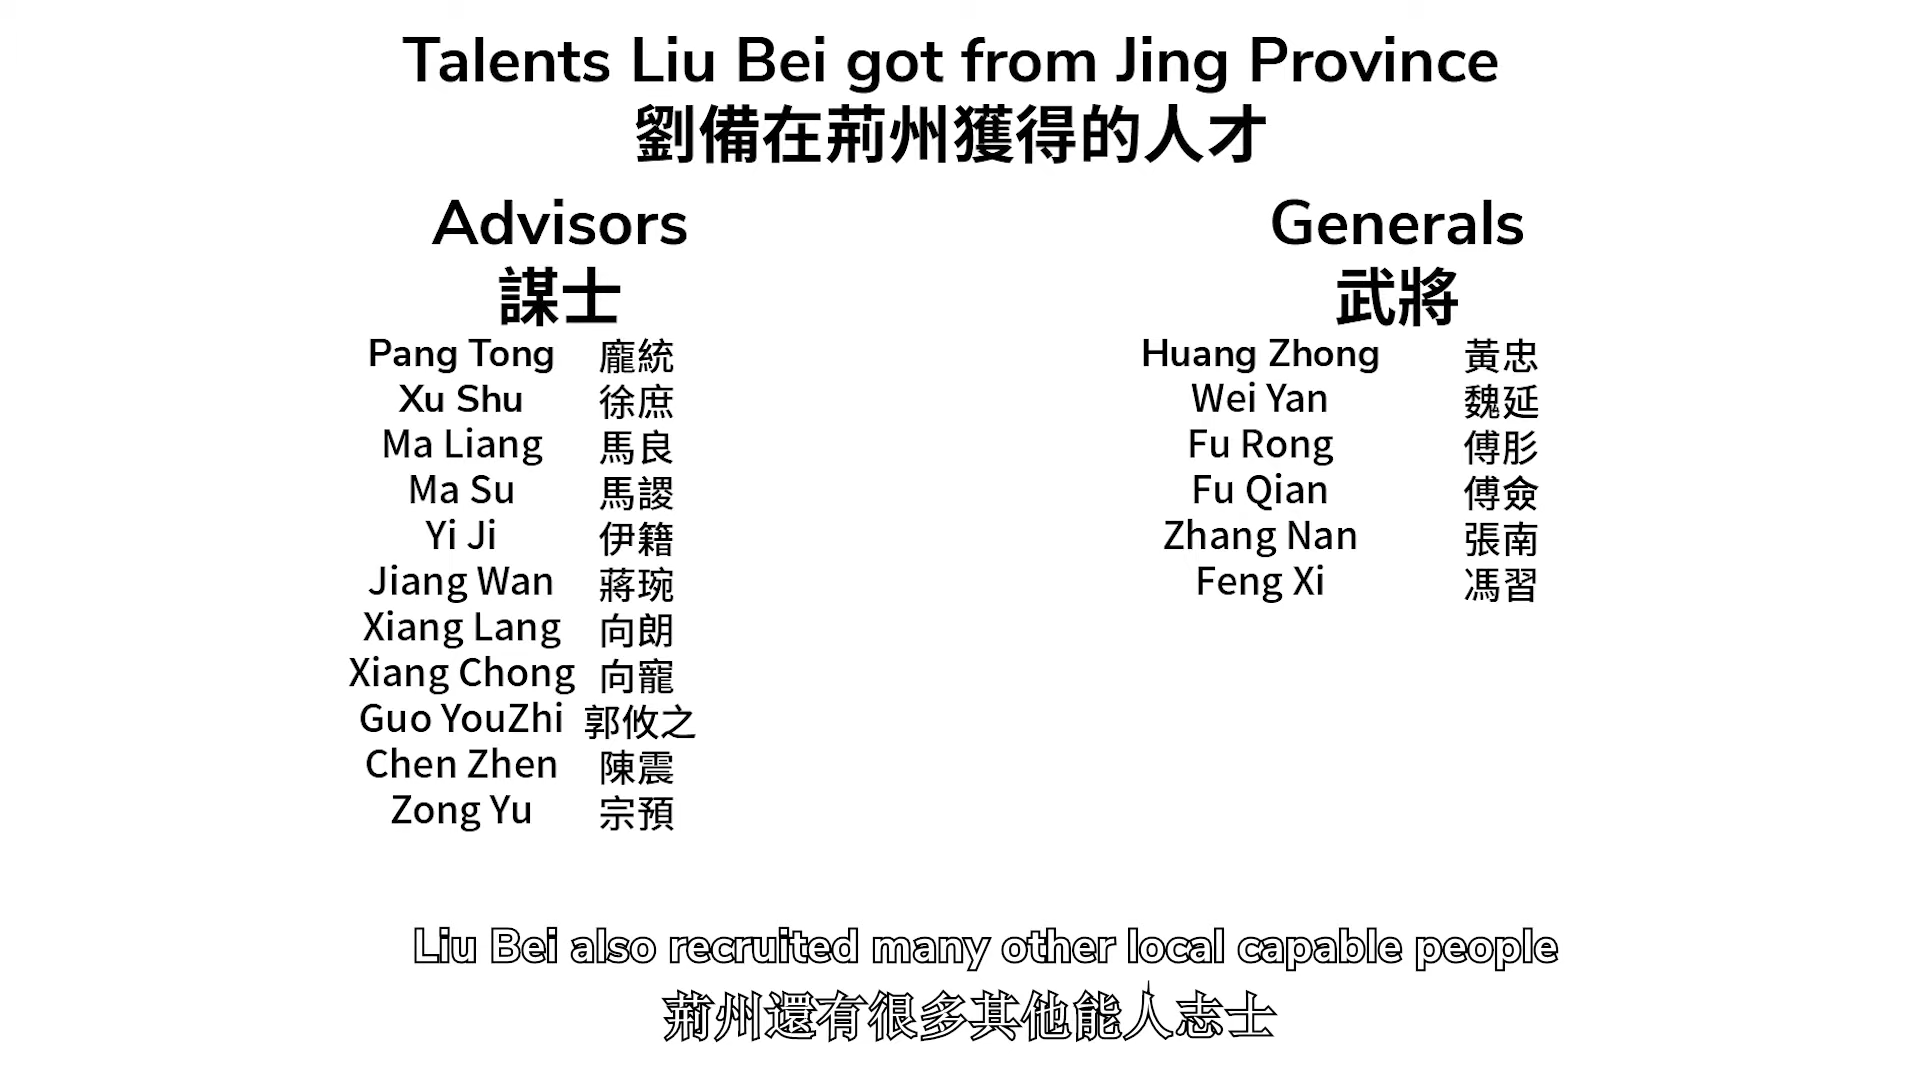 Talents Liu Bei got from Jing Province
劉備在荊州獲得的人才
Advisors
謀士
Pang Tong 龐統
Xu Shu 徐庶
Ma Liang 馬良
Ma Su 馬謖
Yi Ji 伊籍
Jiang Wan 蔣琬
Xiang Lang 向朗
Xiang Chong 向寵
Guo YouZhi 郭攸之
Chen Zhen 陳震
Zong Yu 宗預
Generals
武將
Huang Zhong 黃忠
Wei Yan 魏延
Fu Rong 傅肜
Fu Qian 傅僉
Zhang Nan 張南
Feng Xi 馮習
Liu Bei also recruited many other local capable people
荊州還有很多其他能人志士